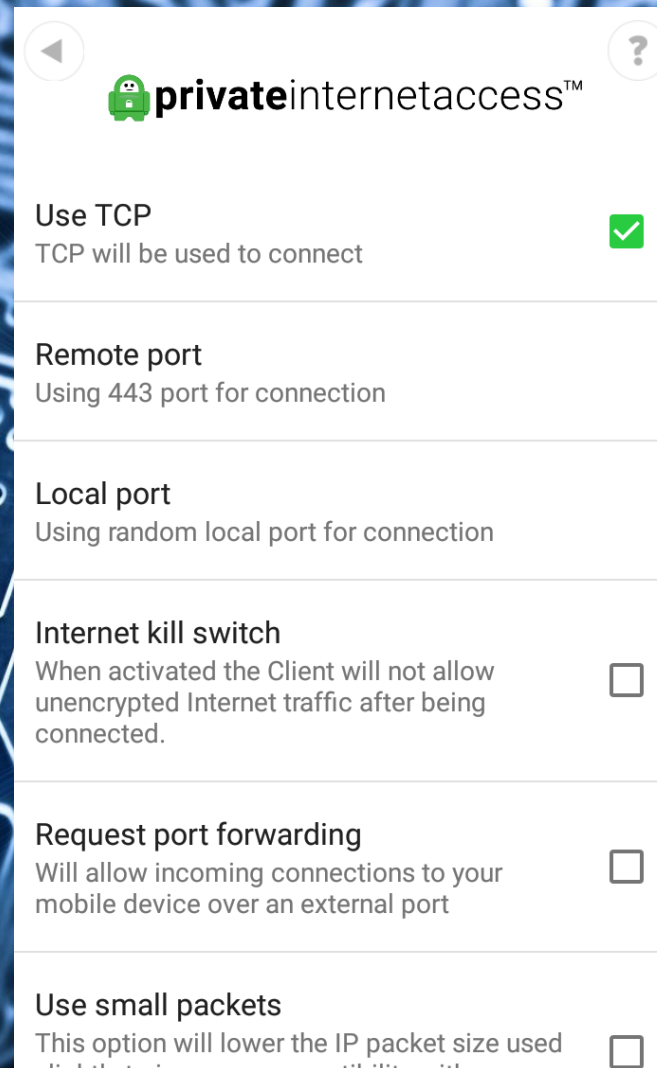 ?
privateinternetaccess™
Use TCP
TCP will be used to connect
Remote port
Using 443 port for connection
Local port
Using random local port for connection
Internet kill switch
When activated the Client will not allow
unencrypted Internet traffic after being
connected.
Request port forwarding
Will allow incoming connections to your
mobile device over an external port
Use small packets
This option will lower the IP packet size used